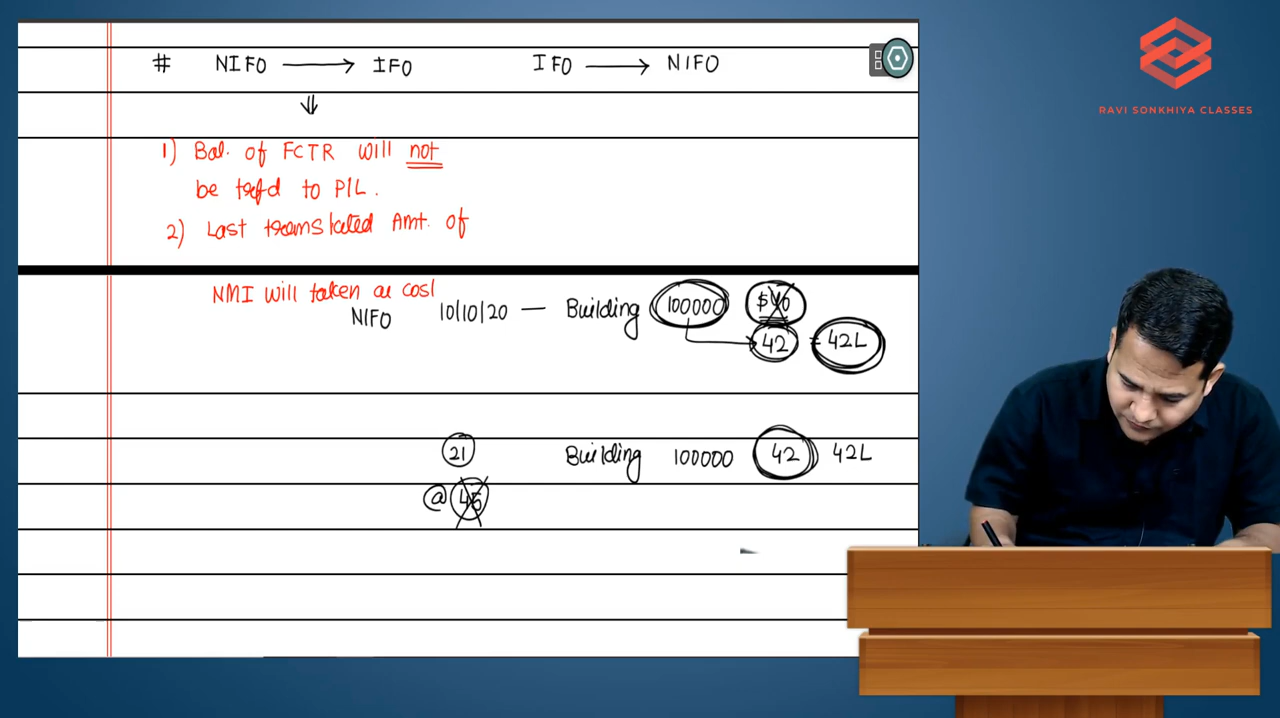 # NIFO → IFO IFO → NIFO
⇓
1) Bal. of FCTR will not
be trsfd to P/L.
2) Last translated Amt. of
NMI will taken as cost
NIFO 10/10/20 — Building 100000 $40
42 = 42L
21 Building 100000 42 42L
@ 45
RAVI SONKHIYA CLASSES